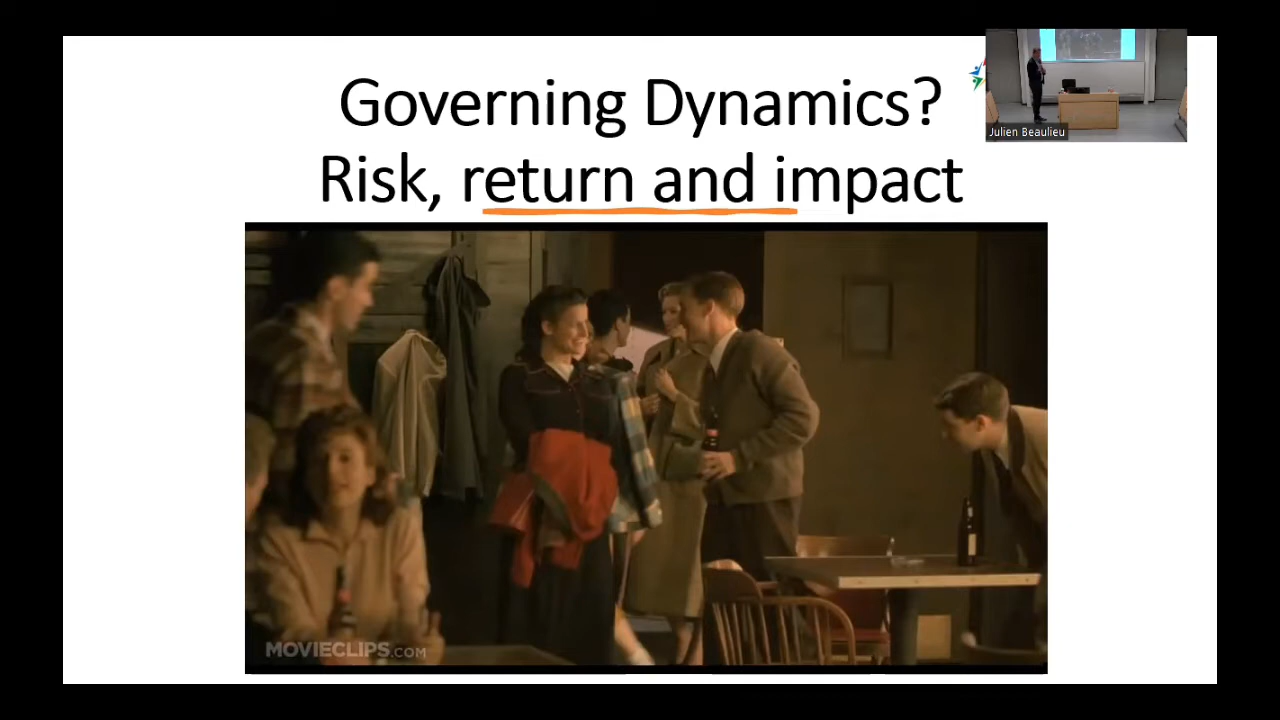 Governing Dynamics?
Risk, return and impact
Julien Beaulieu
MOVIECLIPS.COM